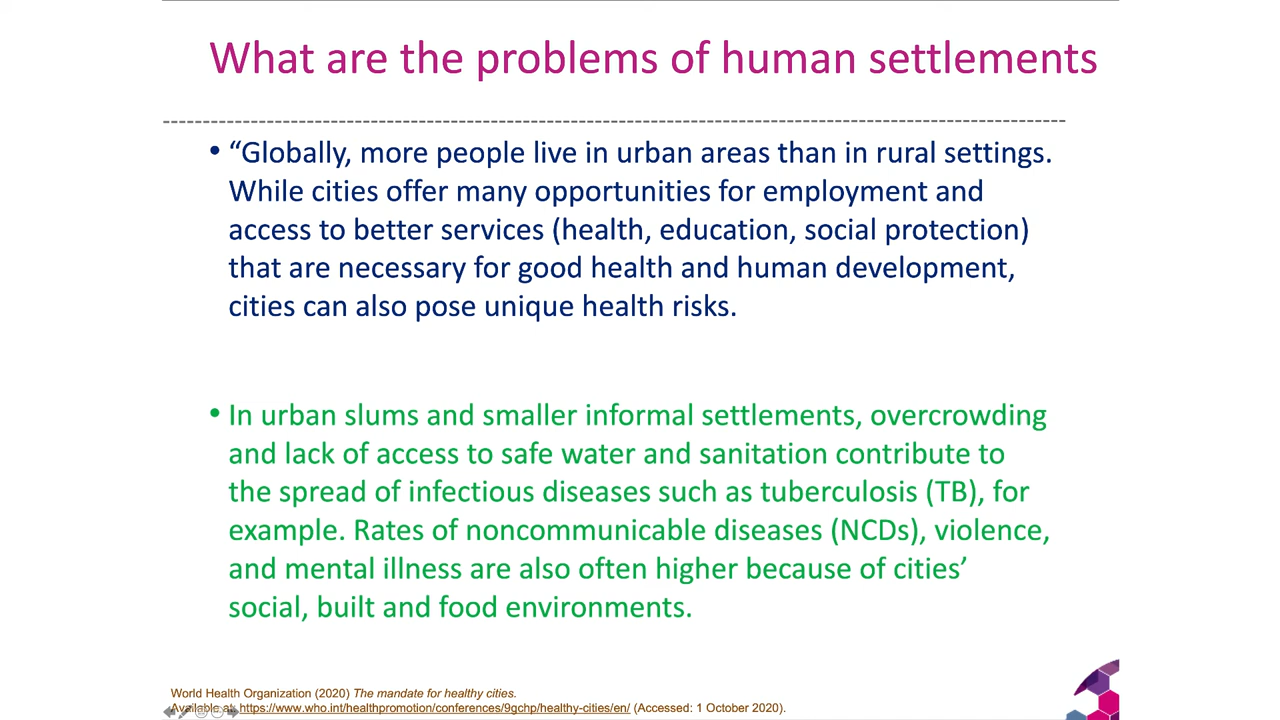 What are the problems of human settlements
• “Globally, more people live in urban areas than in rural settings.
While cities offer many opportunities for employment and
access to better services (health, education, social protection)
that are necessary for good health and human development,
cities can also pose unique health risks.
• In urban slums and smaller informal settlements, overcrowding
and lack of access to safe water and sanitation contribute to
the spread of infectious diseases such as tuberculosis (TB), for
example. Rates of noncommunicable diseases (NCDs), violence,
and mental illness are also often higher because of cities’
social, built and food environments.
World Health Organization (2020) The mandate for healthy cities.
Available at: https://www.who.int/healthpromotion/conferences/9gchp/healthy-cities/en/ (Accessed: 1 October 2020).